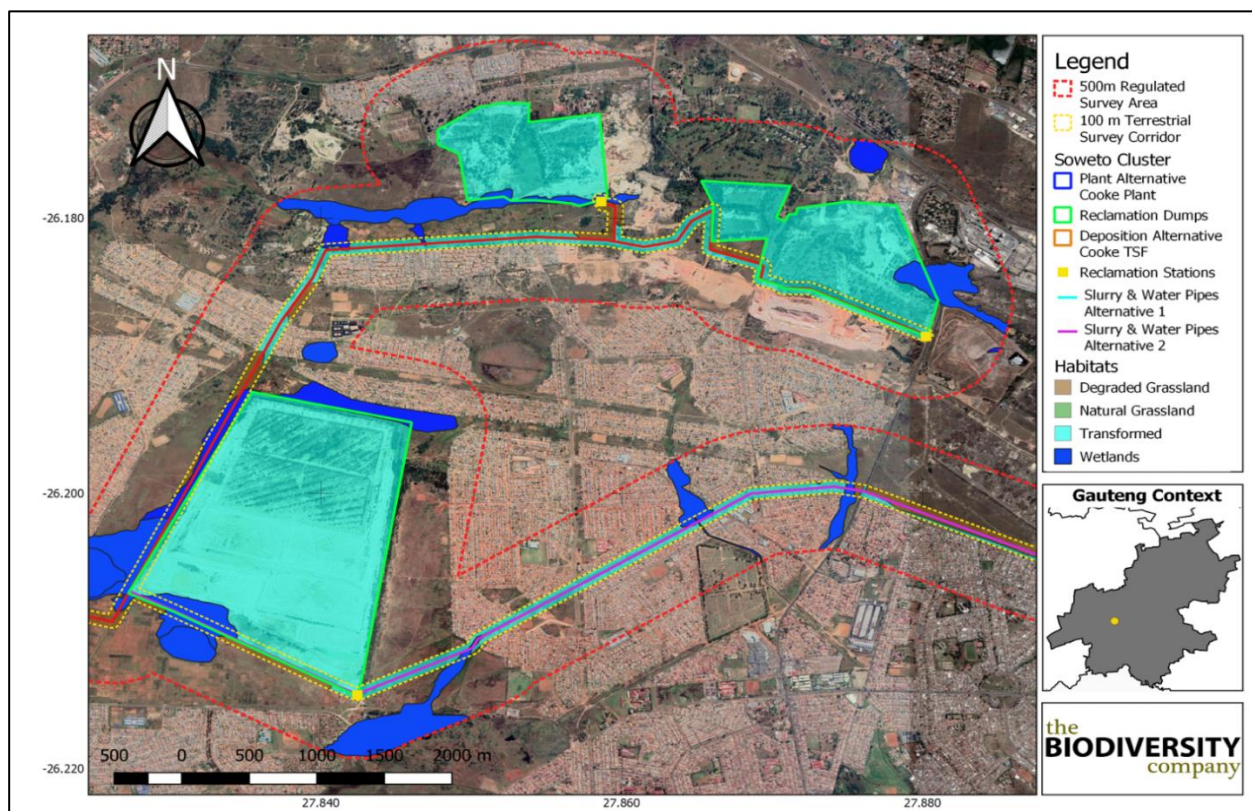 N
-26.180
-26.200
-26.220
27.840
27.860
27.880
500 0 500 1000 1500 2000 m
Legend
500m Regulated
Survey Area
100 m Terrestrial
Survey Corridor
Soweto Cluster
Plant Alternative
Cooke Plant
Reclamation Dumps
Deposition Alternative
Cooke TSF
Reclamation Stations
Slurry & Water Pipes
Alternative 1
Slurry & Water Pipes
Alternative 2
Habitats
Degraded Grassland
Natural Grassland
Transformed
Wetlands
Gauteng Context
the
BIODIVERSITY
company